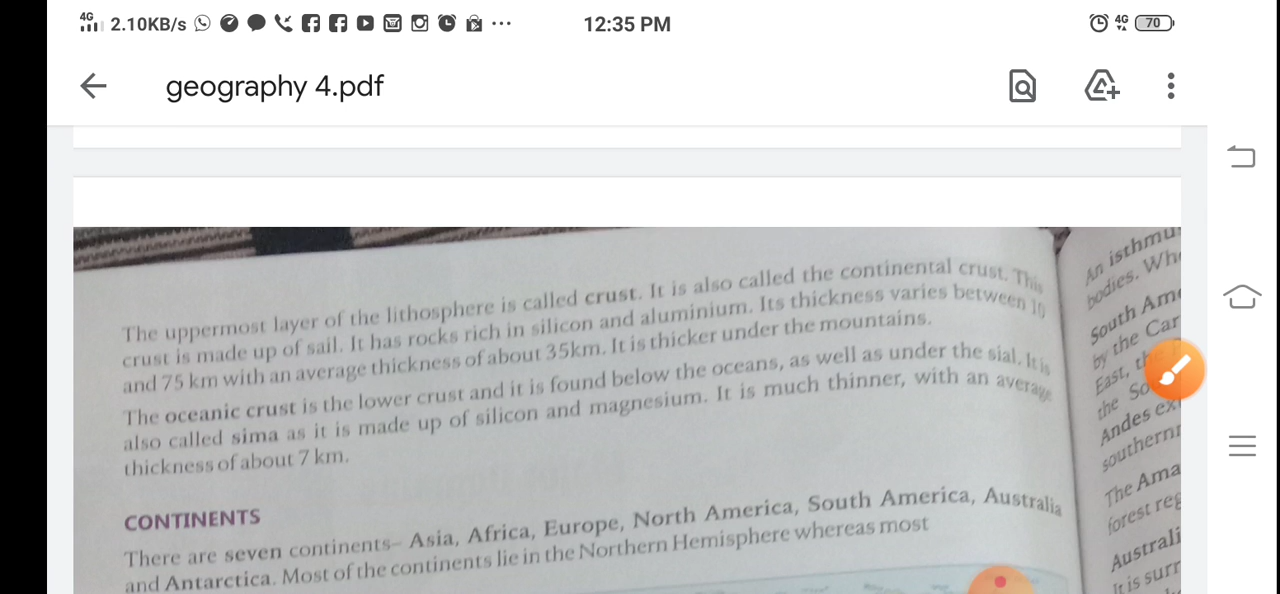 4G 2.10KB/s 12:35 PM 4G 70
geography 4.pdf
The uppermost layer of the lithosphere is called crust. It is also called the continental crust. This
crust is made up of sail. It has rocks rich in silicon and aluminium. Its thickness varies between 10
and 75 km with an average thickness of about 35km. It is thicker under the mountains.
The oceanic crust is the lower crust and it is found below the oceans, as well as under the sial. It is
also called sima as it is made up of silicon and magnesium. It is much thinner, with an average
thickness of about 7 km.
CONTINENTS
There are seven continents– Asia, Africa, Europe, North America, South America, Australia
and Antarctica. Most of the continents lie in the Northern Hemisphere whereas most
An isthmu
bodies. Wh
South Am
by the Car
East, th
the So
Andes ex
southern
The Ama
forest reg
Australi
It is surr